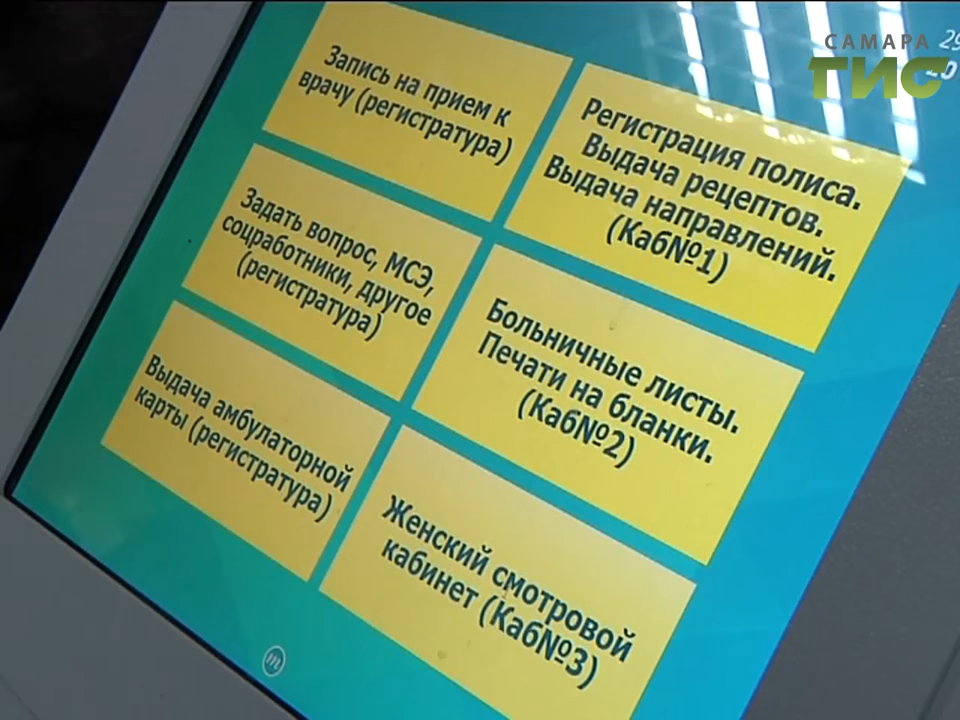 САМАРА
ТИС
Запись на прием к
врачу (регистратура)
Регистрация полиса.
Выдача рецептов.
Выдача направлений.
(Каб№1)
Задать вопрос, МСЭ,
соцработники, другое
(регистратура)
Больничные листы.
Печати на бланки.
(Каб№2)
Выдача амбулаторной
карты (регистратура)
Женский смотровой
кабинет (Каб№3)
m